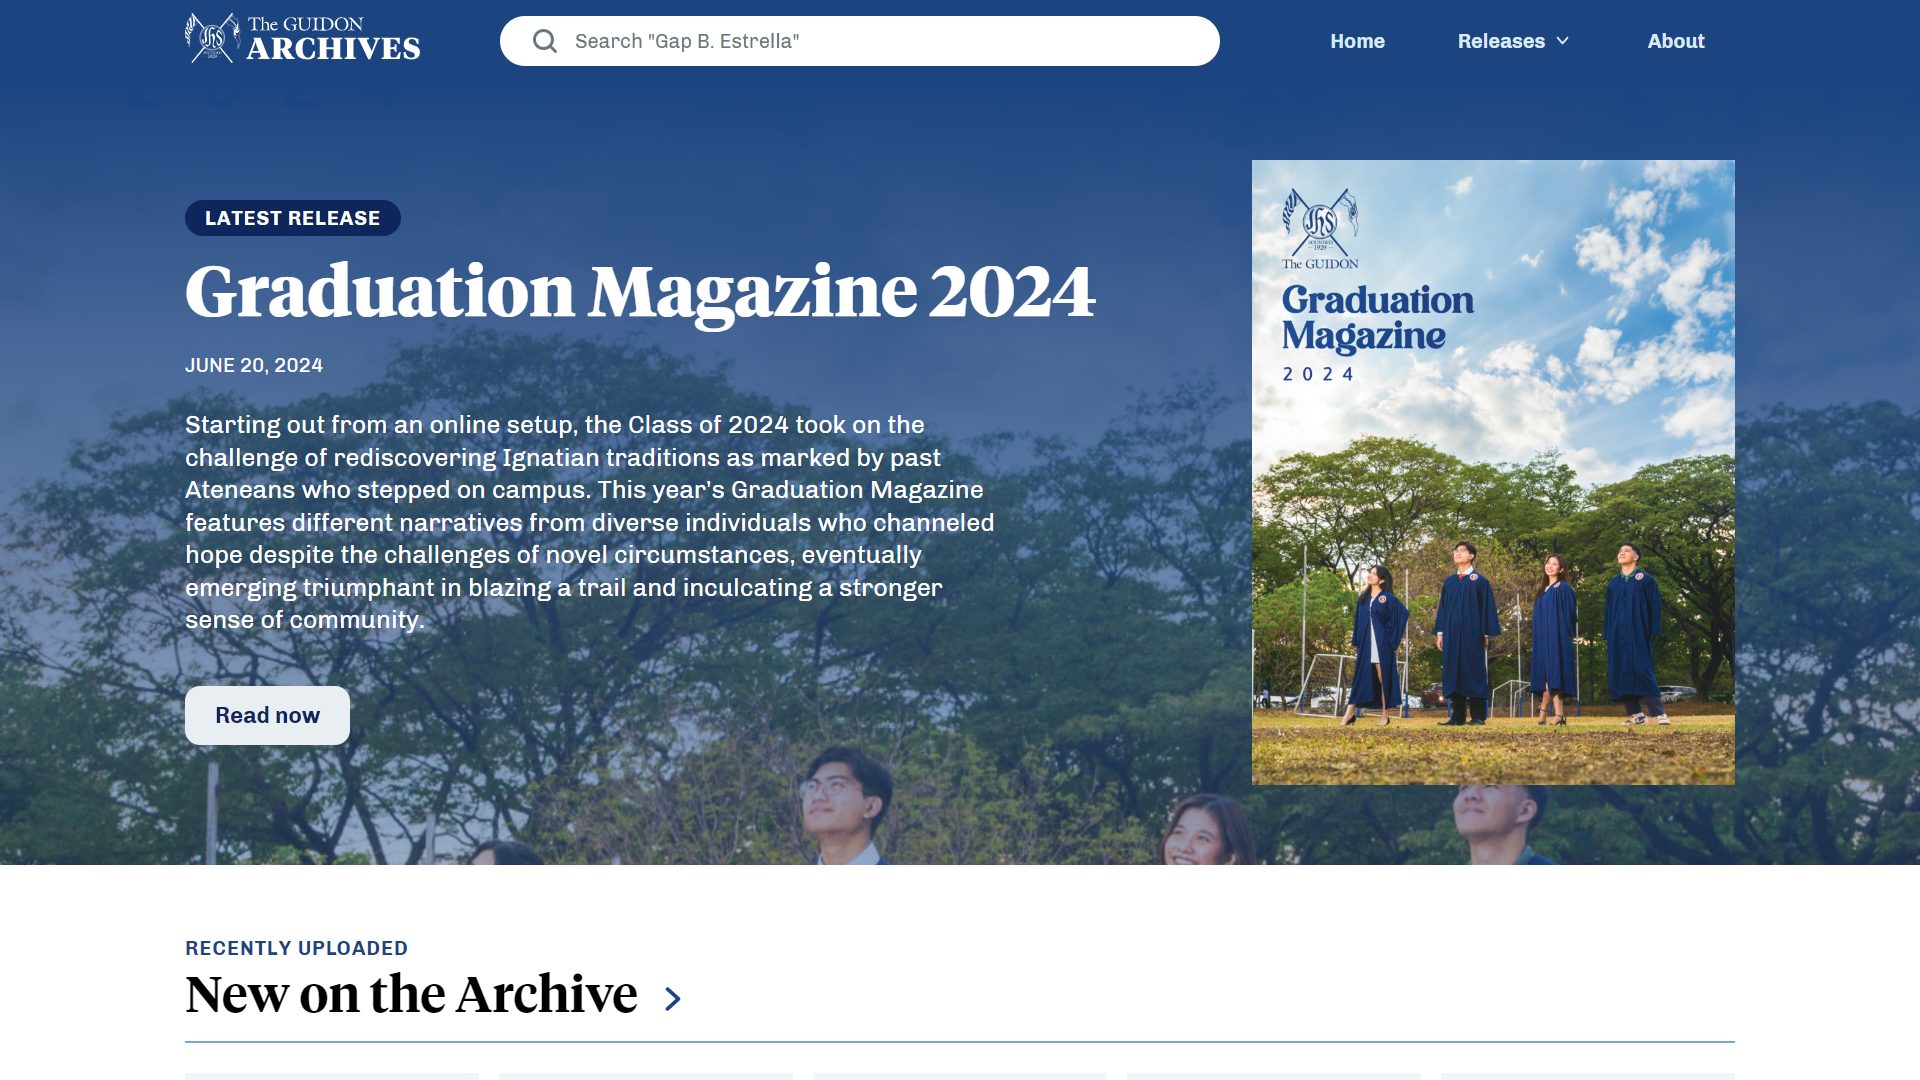 The GUIDON
ARCHIVES
Search "Gap B. Estrella"
Home
Releases
About
LATEST RELEASE
Graduation Magazine 2024
JUNE 20, 2024
Starting out from an online setup, the Class of 2024 took on the
challenge of rediscovering Ignatian traditions as marked by past
Ateneans who stepped on campus. This year’s Graduation Magazine
features different narratives from diverse individuals who channeled
hope despite the challenges of novel circumstances, eventually
emerging triumphant in blazing a trail and inculcating a stronger
sense of community.
Read now
Jhs
FOUNDED
1929
The GUIDON
Graduation
Magazine
2024
RECENTLY UPLOADED
New on the Archive